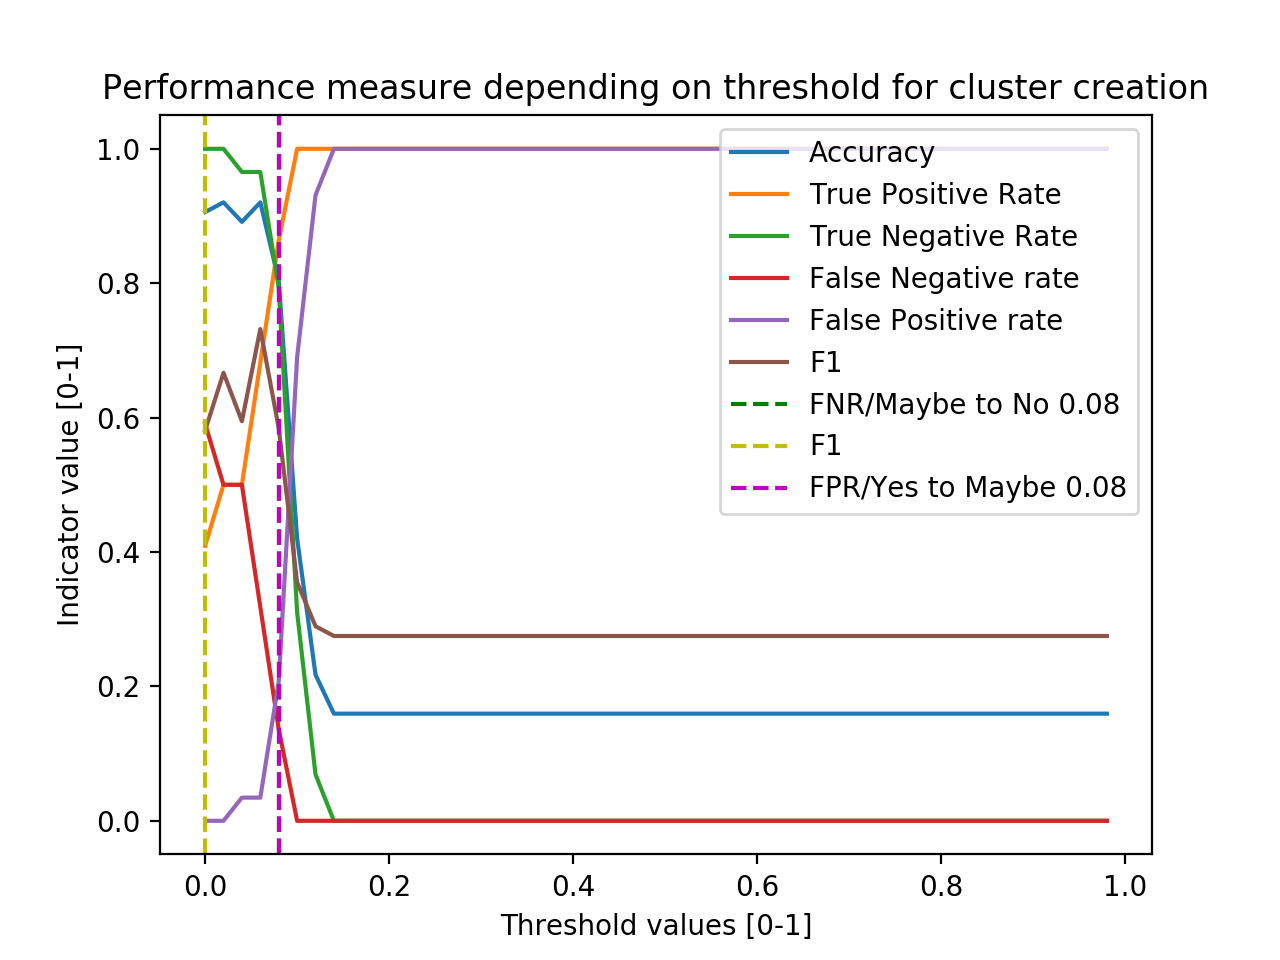 Performance measure depending on threshold for cluster creation
Indicator value [0-1]
1.0
0.8
0.6
0.4
0.2
0.0
Accuracy
True Positive Rate
True Negative Rate
False Negative rate
False Positive rate
F1
FNR/Maybe to No 0.08
F1
FPR/Yes to Maybe 0.08
0.0 0.2 0.4 0.6 0.8 1.0
Threshold values [0-1]